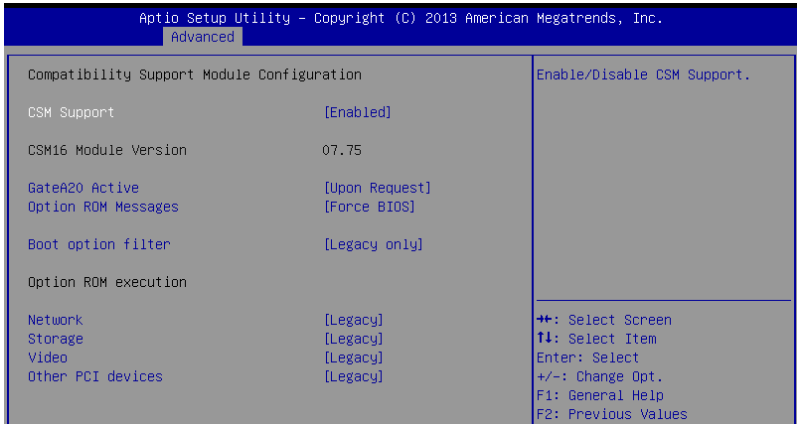 Aptio Setup Utility – Copyright (C) 2013 American Megatrends, Inc.
Advanced
Compatibility Support Module Configuration
CSM Support [Enabled]
CSM16 Module Version 07.75
GateA20 Active [Upon Request]
Option ROM Messages [Force BIOS]
Boot option filter [Legacy only]
Option ROM execution
Network [Legacy]
Storage [Legacy]
Video [Legacy]
Other PCI devices [Legacy]
Enable/Disable CSM Support.
→←: Select Screen
↑↓: Select Item
Enter: Select
+/-: Change Opt.
F1: General Help
F2: Previous Values